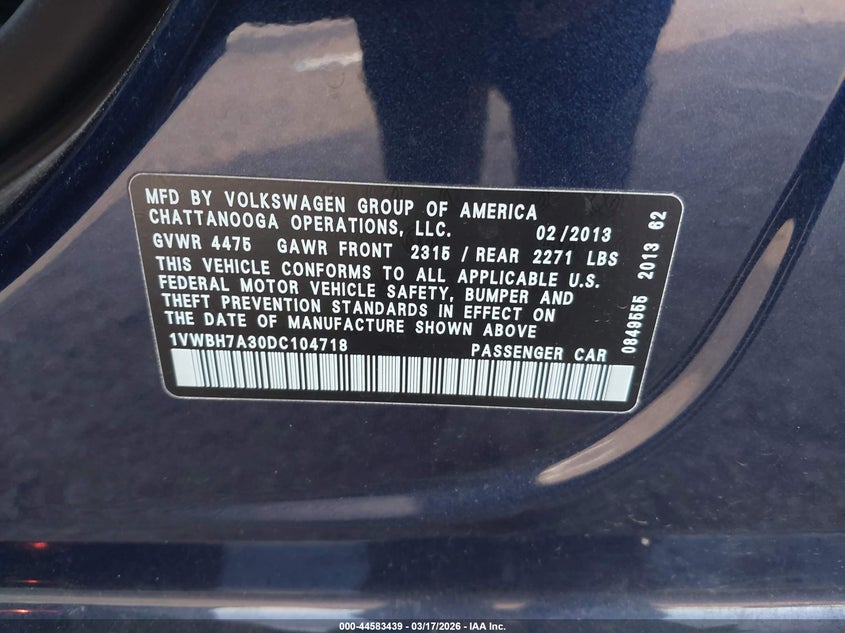 MFD BY VOLKSWAGEN GROUP OF AMERICA
CHATTANOOGA OPERATIONS, LLC. 02/2013
GVWR 4475 GAWR FRONT 2315 / REAR 2271 LBS
THIS VEHICLE CONFORMS TO ALL APPLICABLE U.S.
FEDERAL MOTOR VEHICLE SAFETY, BUMPER AND
THEFT PREVENTION STANDARDS IN EFFECT ON
THE DATE OF MANUFACTURE SHOWN ABOVE
1VWBH7A30DC104718 PASSENGER CAR
0849555 2013 62
000-44583439 - 03/17/2026 - IAA Inc.